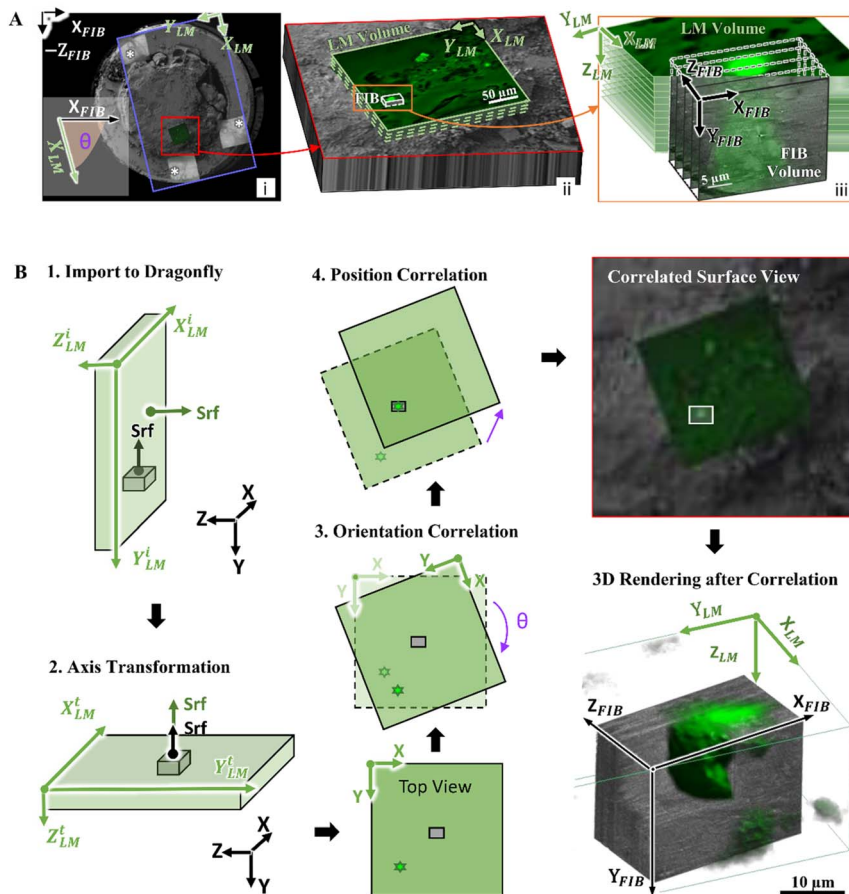 A
X_FIB
−Z_FIB
Y_LM
X_LM
X_FIB
θ
X_LM
*
*
*
i
LM Volume
Y_LM
X_LM
FIB
50 µm
ii
Y_LM
X_LM
Z_LM
LM Volume
Z_FIB
X_FIB
Y_FIB
FIB
Volume
5 µm
iii
B
1. Import to Dragonfly
Z^i_LM
X^i_LM
Srf
Srf
Y^i_LM
X
Z
Y
2. Axis Transformation
Srf
Srf
X^t_LM
Y^t_LM
Z^t_LM
X
Z
Y
Top View
X
Y
3. Orientation Correlation
X
Y
Y
X
θ
4. Position Correlation
Correlated Surface View
3D Rendering after Correlation
Y_LM
X_LM
Z_LM
Z_FIB
X_FIB
Y_FIB
10 µm